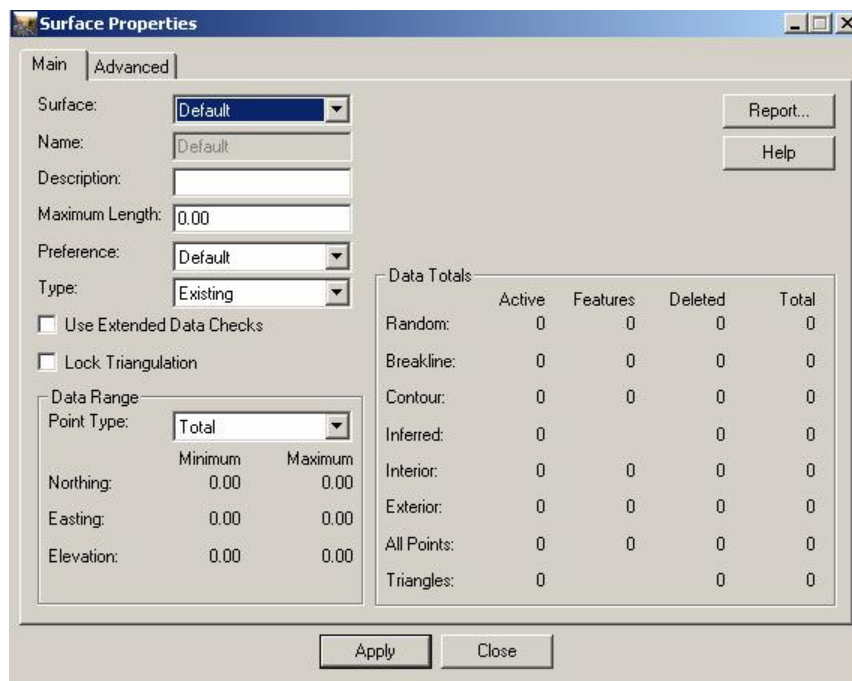 Surface Properties
Main Advanced
Surface: Default
Name: Default
Description:
Maximum Length: 0.00
Preference: Default
Type: Existing
Use Extended Data Checks
Lock Triangulation
Data Range
Point Type: Total
Minimum Maximum
Northing: 0.00 0.00
Easting: 0.00 0.00
Elevation: 0.00 0.00
Report...
Help
Data Totals
Active Features Deleted Total
Random: 0 0 0 0
Breakline: 0 0 0 0
Contour: 0 0 0 0
Inferred: 0 0 0
Interior: 0 0 0 0
Exterior: 0 0 0 0
All Points: 0 0 0 0
Triangles: 0 0 0
Apply Close